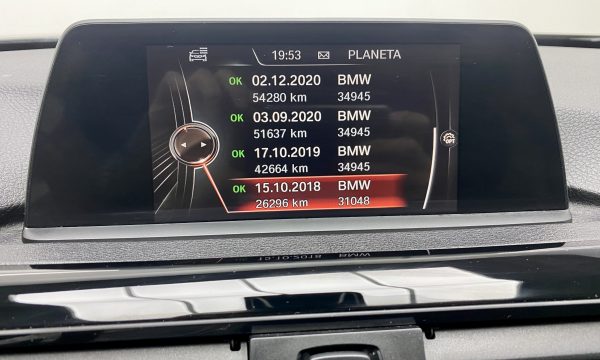 19:53 PLANETA
OK 02.12.2020 BMW
54280 km 34945
OK 03.09.2020 BMW
51637 km 34945
OK 17.10.2019 BMW
42664 km 34945
OK 15.10.2018 BMW
26296 km 31048
OPT